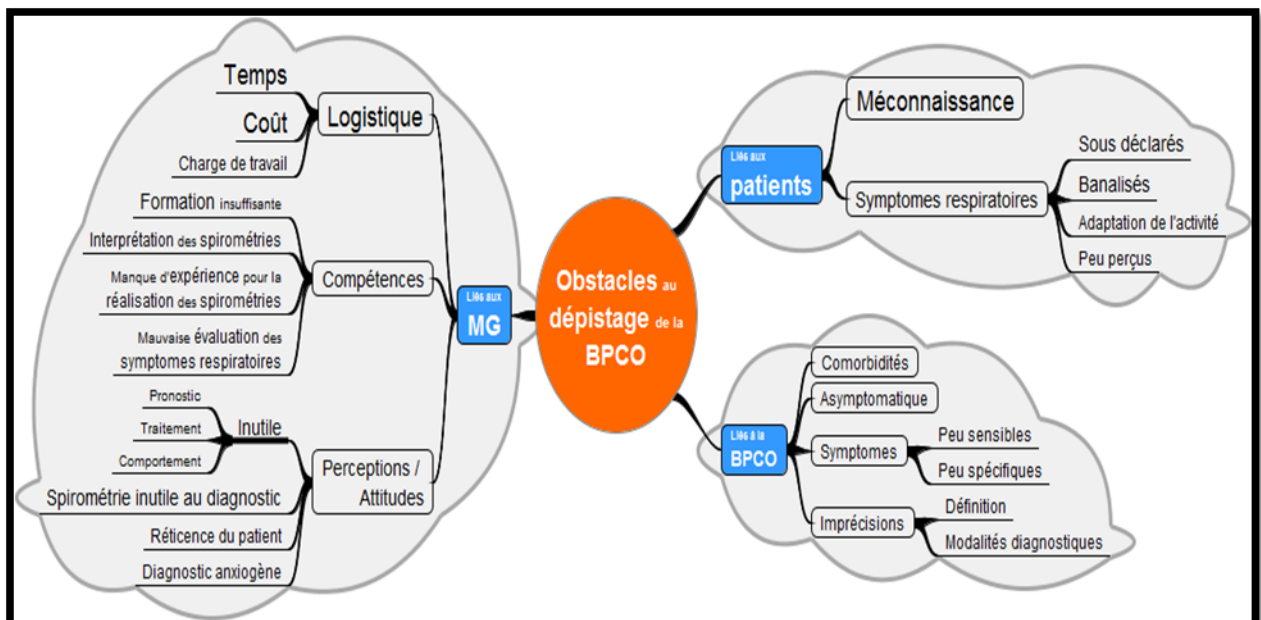 Temps
Coût
Charge de travail
Logistique
Formation insuffisante
Interprétation des spirométries
Manque d'expérience pour la
réalisation des spirométries
Mauvaise évaluation des
symptomes respiratoires
Compétences
Pronostic
Traitement
Comportement
Inutile
Spirométrie inutile au diagnostic
Réticence du patient
Diagnostic anxiogène
Perceptions /
Attitudes
Liés aux
MG
Obstacles au
dépistage de la
BPCO
Liés aux
patients
Méconnaissance
Symptomes respiratoires
Sous déclarés
Banalisés
Adaptation de l'activité
Peu perçus
Liés à la
BPCO
Comorbidités
Asymptomatique
Symptomes
Peu sensibles
Peu spécifiques
Imprécisions
Définition
Modalités diagnostiques